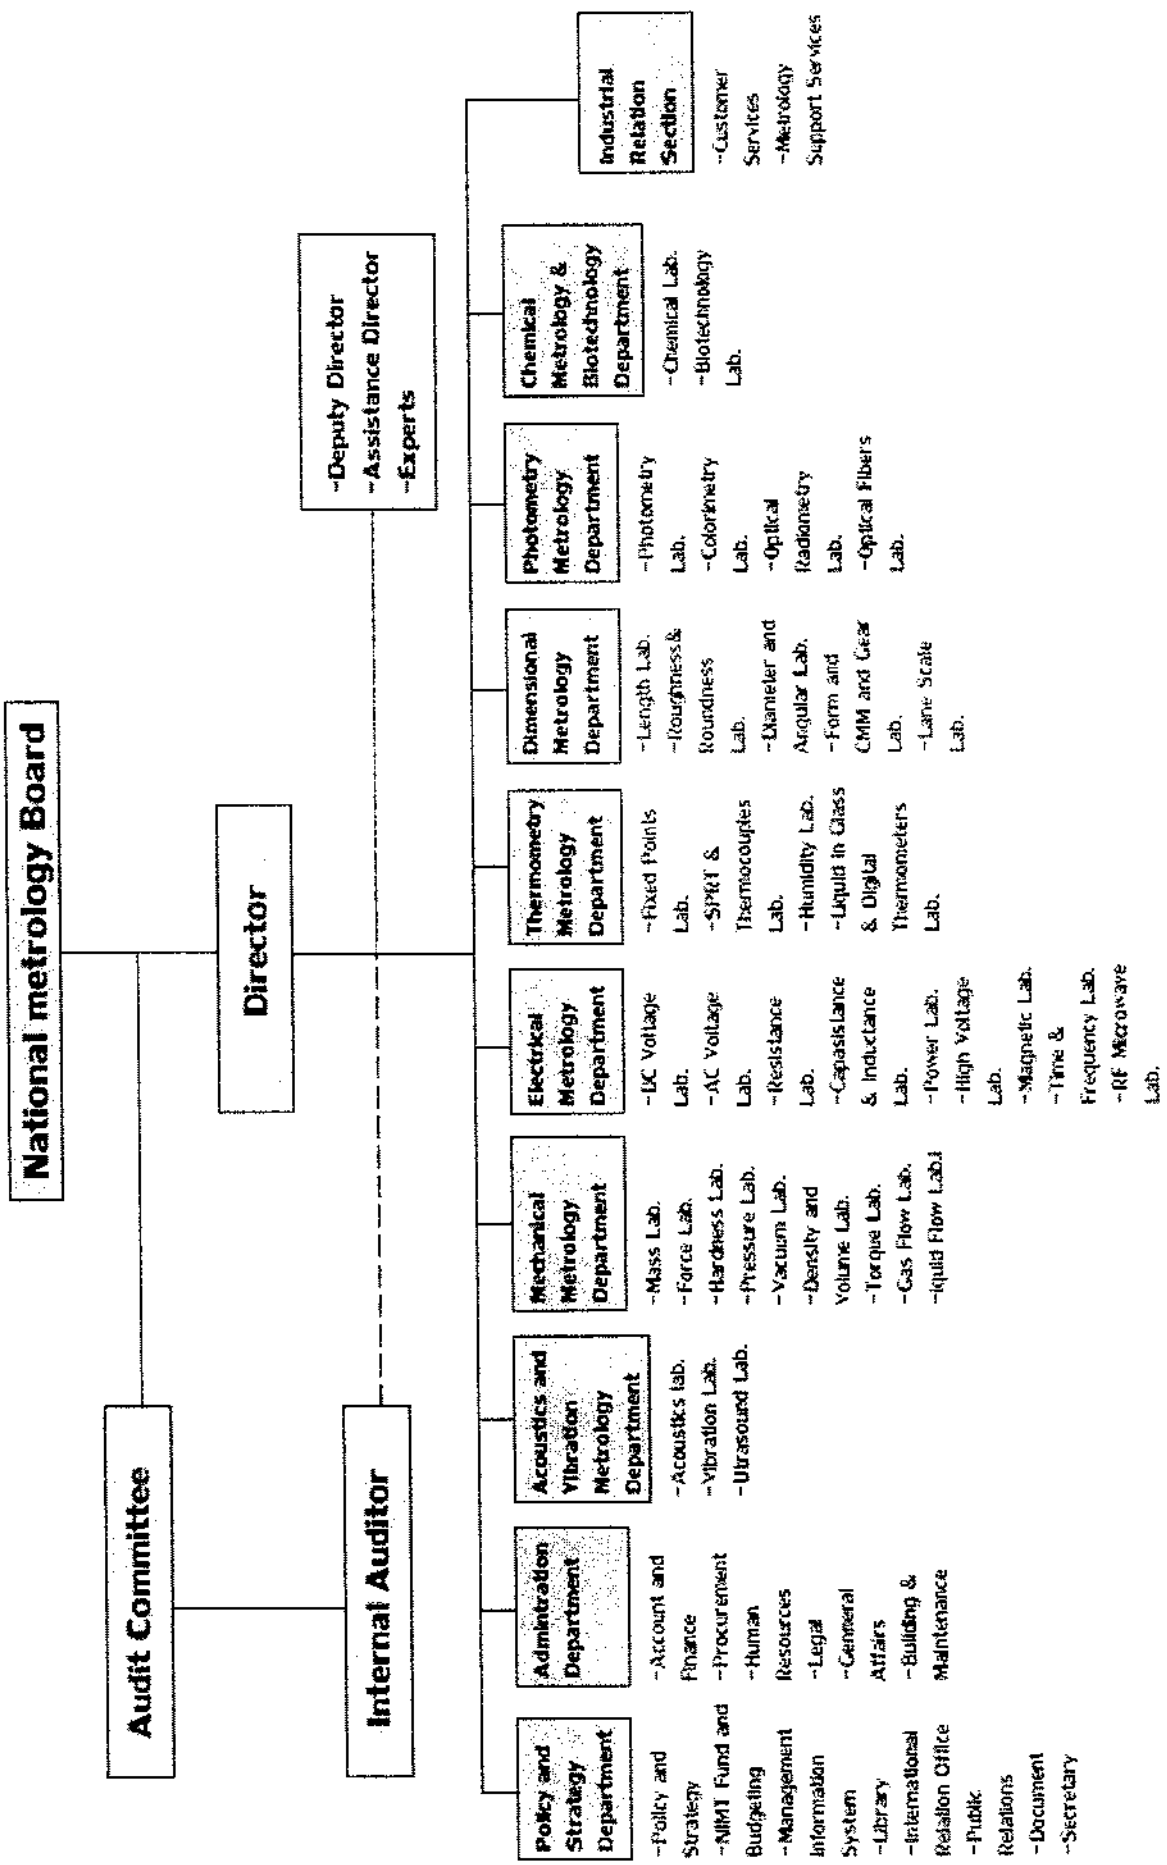 National metrology Board
Audit Committee
Director
Internal Auditor
-Deputy Director
-Assistance Director
-Experts
Policy and
Strategy
Department
-Policy and
Strategy
-NIMT Fund and
Budgeting
-Management
Information
System
-Library
-International
Relation Office
-Public
Relations
-Document
-Secretary
Admintration
Department
-Account and
Finance
-Procurement
-Human
Resources
-Legal
-Genneral
Affairs
-Building &
Maintenance
Acoustics and
Vibration
Metrology
Department
-Acoustics lab.
-Vibration Lab.
-Ultrasound Lab.
Mechanical
Metrology
Department
-Mass Lab.
-Force Lab.
-Hardness Lab.
-Pressure Lab.
-Vacuum Lab.
-Density and
Volume Lab.
-Torque Lab.
-Gas Flow Lab.
-iquid Flow Lab.l
Electrical
Metrology
Department
-DC Voltage
Lab.
-AC Voltage
Lab.
-Resistance
Lab.
-Capasistance
& Inductance
Lab.
-Power Lab.
-High Voltage
Lab.
-Magnetic Lab.
-Time &
Frequency Lab.
-RF Microwave
Lab.
Thermometry
Metrology
Department
-Fixed Points
Lab.
-SPRT &
Thermocouples
Lab.
-Humidity Lab.
-Liquid in Glass
& Digital
Thermometers
Lab.
Dimensional
Metrology
Department
-Length Lab.
-Roughness&
Roundness
Lab.
-Diameter and
Angular Lab.
-Form and
CMM and Gear
Lab.
-Lane Scale
Lab.
Photometry
Metrology
Department
-Photometry
Lab.
-Colorimetry
Lab.
-Optical
Radiometry
Lab.
-Optical Fibers
Lab.
Chemical
Metrology &
Biotechnology
Department
-Chemical Lab.
-Biotechnology
Lab.
Industrial
Relation
Section
-Customer
Services
-Metrology
Support Services